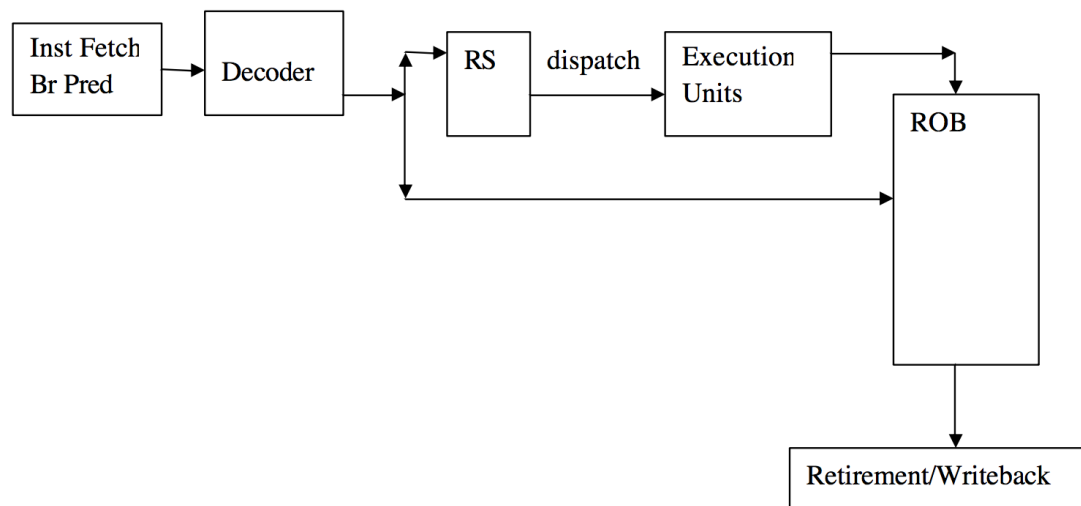 Inst Fetch
Br Pred
Decoder
RS
dispatch
Execution
Units
ROB
Retirement/Writeback